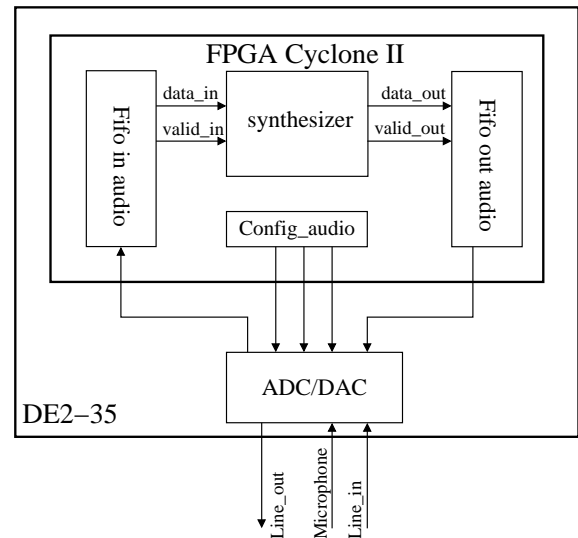 FPGA Cyclone II
Fifo in audio
data_in
valid_in
synthesizer
data_out
valid_out
Fifo out audio
Config_audio
ADC/DAC
DE2−35
Line_out
Microphone
Line_in